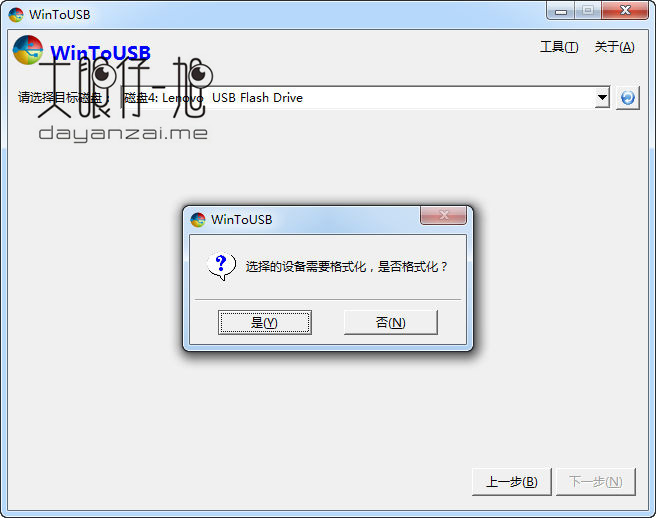 WinToUSB
WinToUSB
工具(T) 关于(A)
大眼仔~旭
请选择目标磁盘： 磁盘4: Lenovo USB Flash Drive
dayanzai.me
WinToUSB
?
选择的设备需要格式化，是否格式化？
是(Y) 否(N)
上一步(B) 下一步(N)